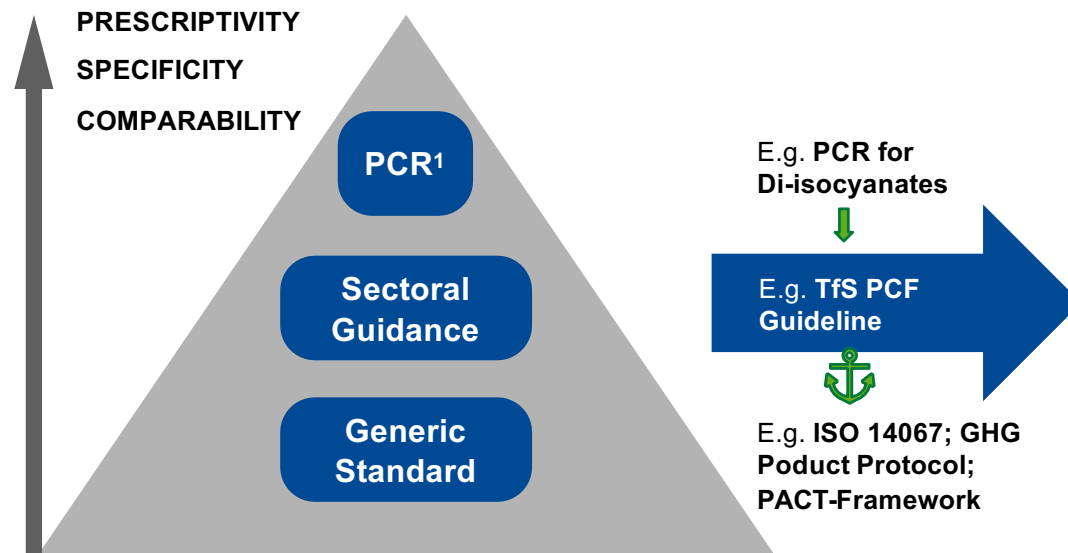 PRESCRIPTIVITY
SPECIFICITY
COMPARABILITY
PCR¹
Sectoral
Guidance
Generic
Standard
E.g. PCR for
Di-isocyanates
E.g. TfS PCF
Guideline
E.g. ISO 14067; GHG
Poduct Protocol;
PACT-Framework